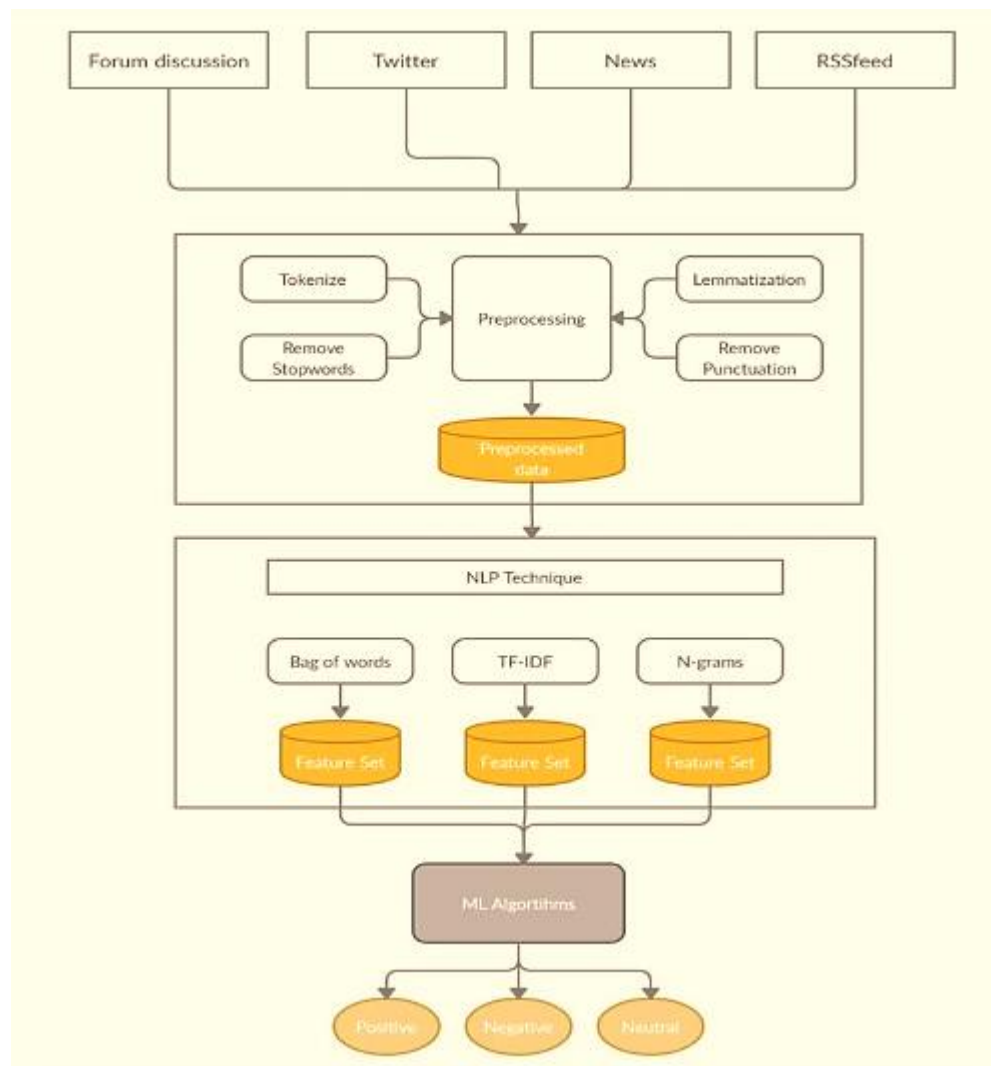 Forum discussion
Twitter
News
RSSfeed
Tokenize
Preprocessing
Lemmatization
Remove
Stopwords
Remove
Punctuation
Preprocessed
data
NLP Technique
Bag of words
TF-IDF
N-grams
Feature Set
Feature Set
Feature Set
ML Algortihms
Positive
Negative
Neutral